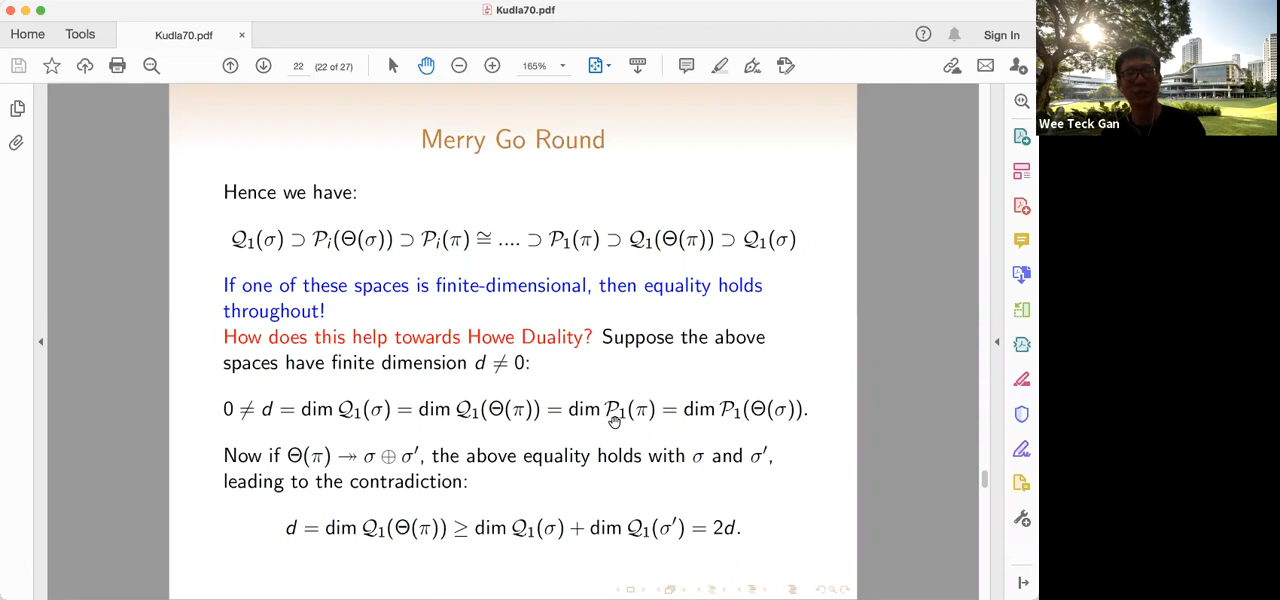 Kudla70.pdf
Home Tools Kudla70.pdf × Sign In
22 (22 of 27) 165%
Wee Teck Gan
Merry Go Round
Hence we have:
𝒬₁(σ) ⊃ 𝒫ᵢ(Θ(σ)) ⊃ 𝒫ᵢ(π) ≅ .... ⊃ 𝒫₁(π) ⊃ 𝒬₁(Θ(π)) ⊃ 𝒬₁(σ)
If one of these spaces is finite-dimensional, then equality holds
throughout!
How does this help towards Howe Duality? Suppose the above
spaces have finite dimension d ≠ 0:
0 ≠ d = dim 𝒬₁(σ) = dim 𝒬₁(Θ(π)) = dim 𝒫₁(π) = dim 𝒫₁(Θ(σ)).
Now if Θ(π) ↠ σ ⊕ σ′, the above equality holds with σ and σ′,
leading to the contradiction:
d = dim 𝒬₁(Θ(π)) ≥ dim 𝒬₁(σ) + dim 𝒬₁(σ′) = 2d.